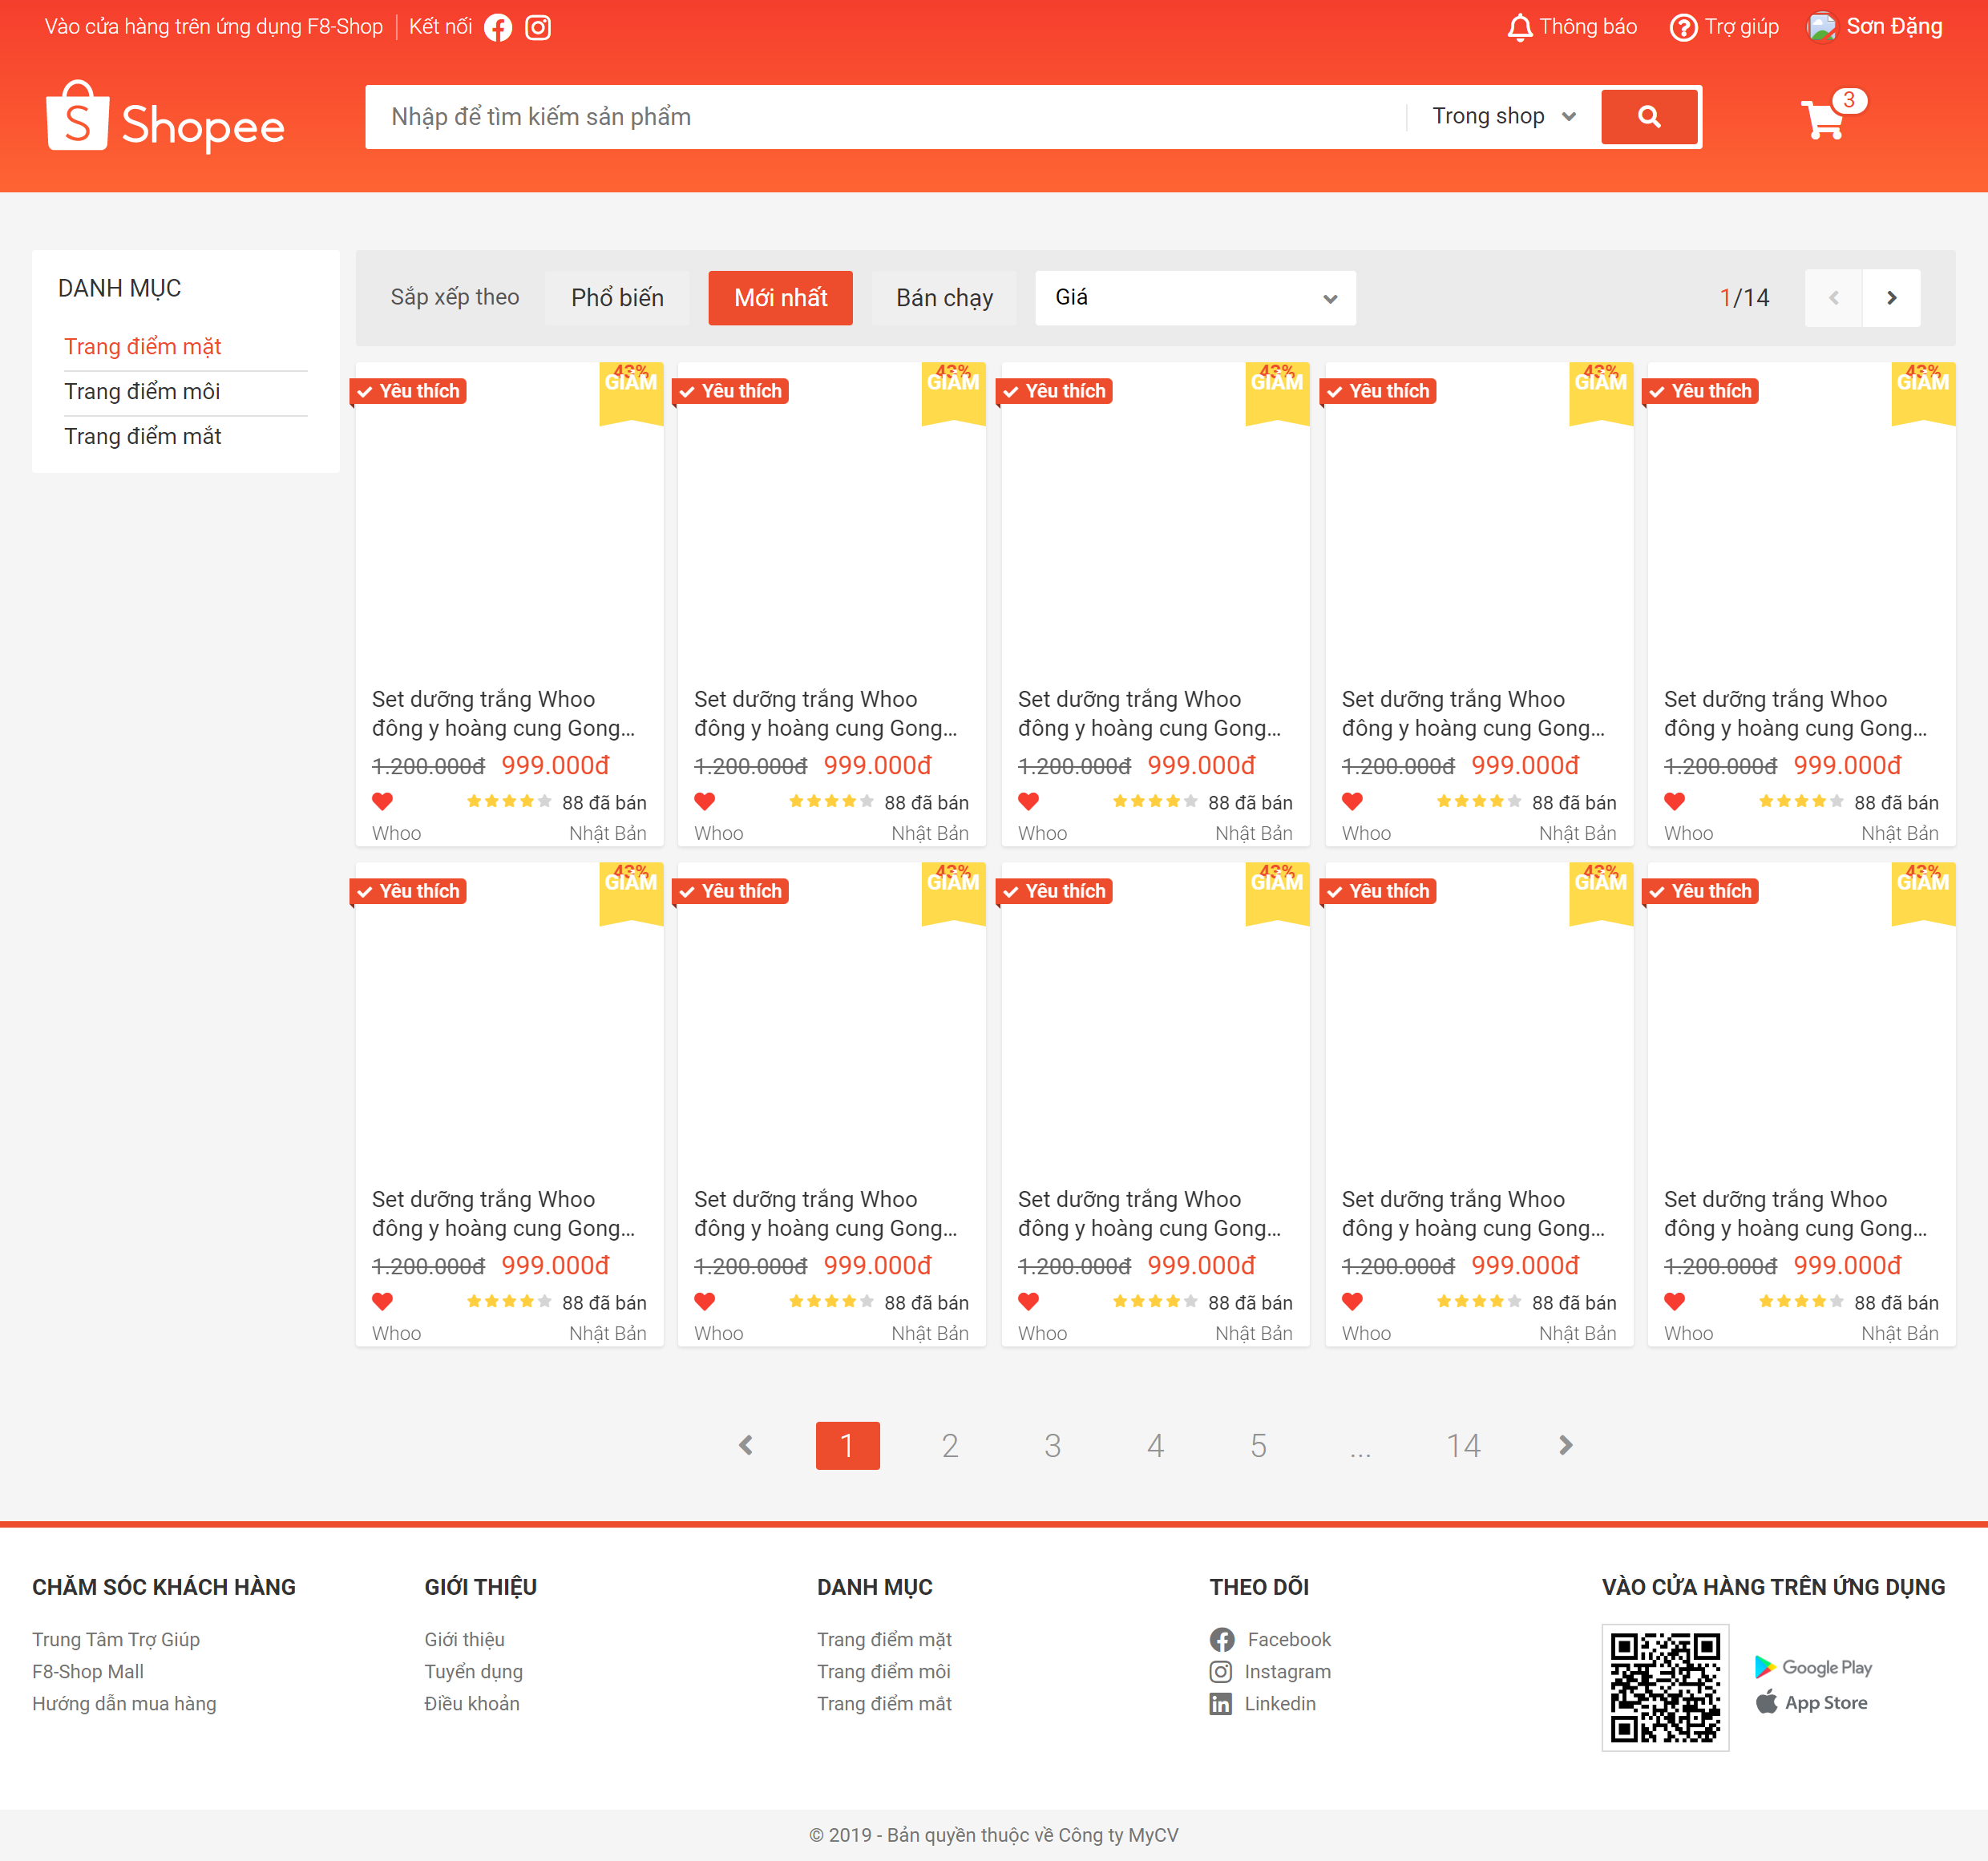 Vào cửa hàng trên ứng dụng F8-Shop
Kết nối
Thông báo
Trợ giúp
Sơn Đặng
S Shopee
Nhập để tìm kiếm sản phẩm
Trong shop
3
DANH MỤC
Trang điểm mặt
Trang điểm môi
Trang điểm mắt
Sắp xếp theo
Phổ biến
Mới nhất
Bán chạy
Giá
1/14
Yêu thích 43% GIẢM
Yêu thích 43% GIẢM
Yêu thích 43% GIẢM
Yêu thích 43% GIẢM
Yêu thích 43% GIẢM
Set dưỡng trắng Whoo
đông y hoàng cung Gong...
1.200.000đ 999.000đ
88 đã bán
Whoo Nhật Bản
Set dưỡng trắng Whoo
đông y hoàng cung Gong...
1.200.000đ 999.000đ
88 đã bán
Whoo Nhật Bản
Set dưỡng trắng Whoo
đông y hoàng cung Gong...
1.200.000đ 999.000đ
88 đã bán
Whoo Nhật Bản
Set dưỡng trắng Whoo
đông y hoàng cung Gong...
1.200.000đ 999.000đ
88 đã bán
Whoo Nhật Bản
Set dưỡng trắng Whoo
đông y hoàng cung Gong...
1.200.000đ 999.000đ
88 đã bán
Whoo Nhật Bản
Yêu thích 43% GIẢM
Yêu thích 43% GIẢM
Yêu thích 43% GIẢM
Yêu thích 43% GIẢM
Yêu thích 43% GIẢM
Set dưỡng trắng Whoo
đông y hoàng cung Gong...
1.200.000đ 999.000đ
88 đã bán
Whoo Nhật Bản
Set dưỡng trắng Whoo
đông y hoàng cung Gong...
1.200.000đ 999.000đ
88 đã bán
Whoo Nhật Bản
Set dưỡng trắng Whoo
đông y hoàng cung Gong...
1.200.000đ 999.000đ
88 đã bán
Whoo Nhật Bản
Set dưỡng trắng Whoo
đông y hoàng cung Gong...
1.200.000đ 999.000đ
88 đã bán
Whoo Nhật Bản
Set dưỡng trắng Whoo
đông y hoàng cung Gong...
1.200.000đ 999.000đ
88 đã bán
Whoo Nhật Bản
1 2 3 4 5 ... 14
CHĂM SÓC KHÁCH HÀNG
Trung Tâm Trợ Giúp
F8-Shop Mall
Hướng dẫn mua hàng
GIỚI THIỆU
Giới thiệu
Tuyển dụng
Điều khoản
DANH MỤC
Trang điểm mặt
Trang điểm môi
Trang điểm mắt
THEO DÕI
Facebook
Instagram
Linkedin
VÀO CỬA HÀNG TRÊN ỨNG DỤNG
Google Play
App Store
© 2019 - Bản quyền thuộc về Công ty MyCV